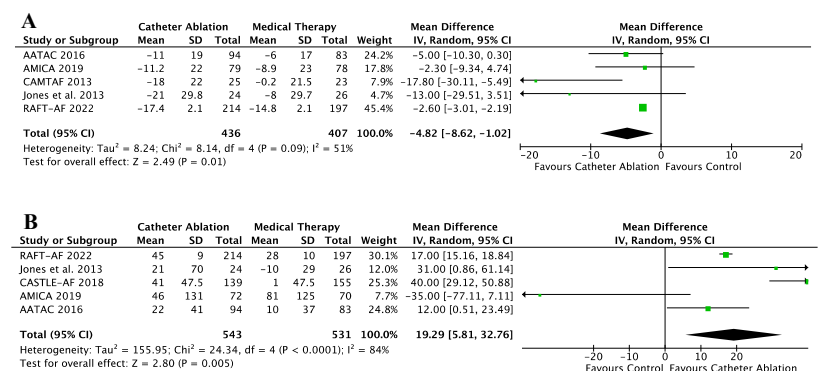 A
Catheter Ablation Medical Therapy Mean Difference Mean Difference
Study or Subgroup Mean SD Total Mean SD Total Weight IV, Random, 95% CI IV, Random, 95% CI
AATAC 2016 −11 19 94 −6 17 83 24.2% −5.00 [−10.30, 0.30]
AMICA 2019 −11.2 22 79 −8.9 23 78 17.7% −2.30 [−9.34, 4.74]
CAMTAF 2013 −18 22 25 −0.2 21.5 23 7.9% −17.80 [−30.11, −5.49]
Jones et al. 2013 −21 29.8 24 −8 29.7 26 4.7% −13.00 [−29.51, 3.51]
RAFT-AF 2022 −17.4 2.1 214 −14.8 2.1 197 45.4% −2.60 [−3.01, −2.19]
Total (95% CI) 436 407 100.0% −4.82 [−8.62, −1.02]
Heterogeneity: Tau² = 8.24; Chi² = 8.14, df = 4 (P = 0.09); I² = 51%
Test for overall effect: Z = 2.49 (P = 0.01)
−20 −10 0 10 20
Favours Catheter Ablation Favours Control
B
Catheter Ablation Medical Therapy Mean Difference Mean Difference
Study or Subgroup Mean SD Total Mean SD Total Weight IV, Random, 95% CI IV, Random, 95% CI
RAFT-AF 2022 45 9 214 28 10 197 30.1% 17.00 [15.16, 18.84]
Jones et al. 2013 21 70 24 −10 29 26 12.0% 31.00 [0.86, 61.14]
CASTLE-AF 2018 41 47.5 139 1 47.5 155 25.3% 40.00 [29.12, 50.88]
AMICA 2019 46 131 72 81 125 70 7.7% −35.00 [−77.11, 7.11]
AATAC 2016 22 41 94 10 37 83 24.8% 12.00 [0.51, 23.49]
Total (95% CI) 543 531 100.0% 19.29 [5.81, 32.76]
Heterogeneity: Tau² = 155.95; Chi² = 24.34, df = 4 (P < 0.0001); I² = 84%
Test for overall effect: Z = 2.80 (P = 0.005)
−20 −10 0 10 20
Favours Control Favours Catheter Ablation